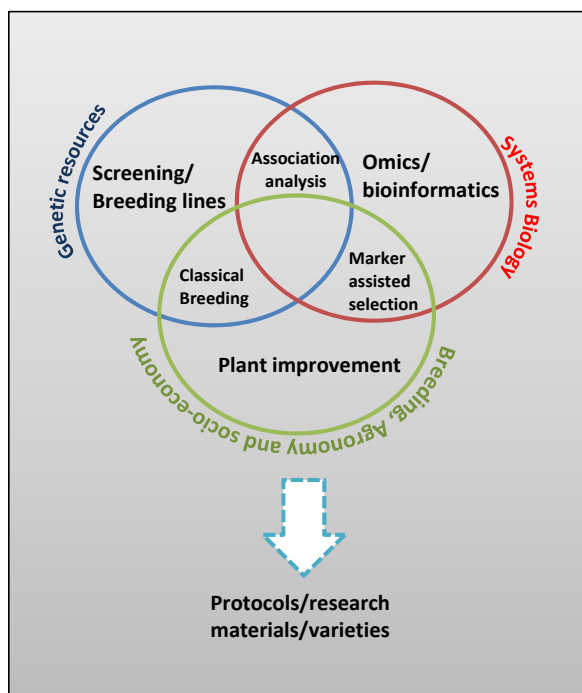 Genetic resources
Screening/
Breeding lines
Association
analysis
Omics/
bioinformatics
Systems Biology
Classical
Breeding
Marker
assisted
selection
Plant improvement
Breeding, Agronomy and socio-economy
Protocols/research
materials/varieties